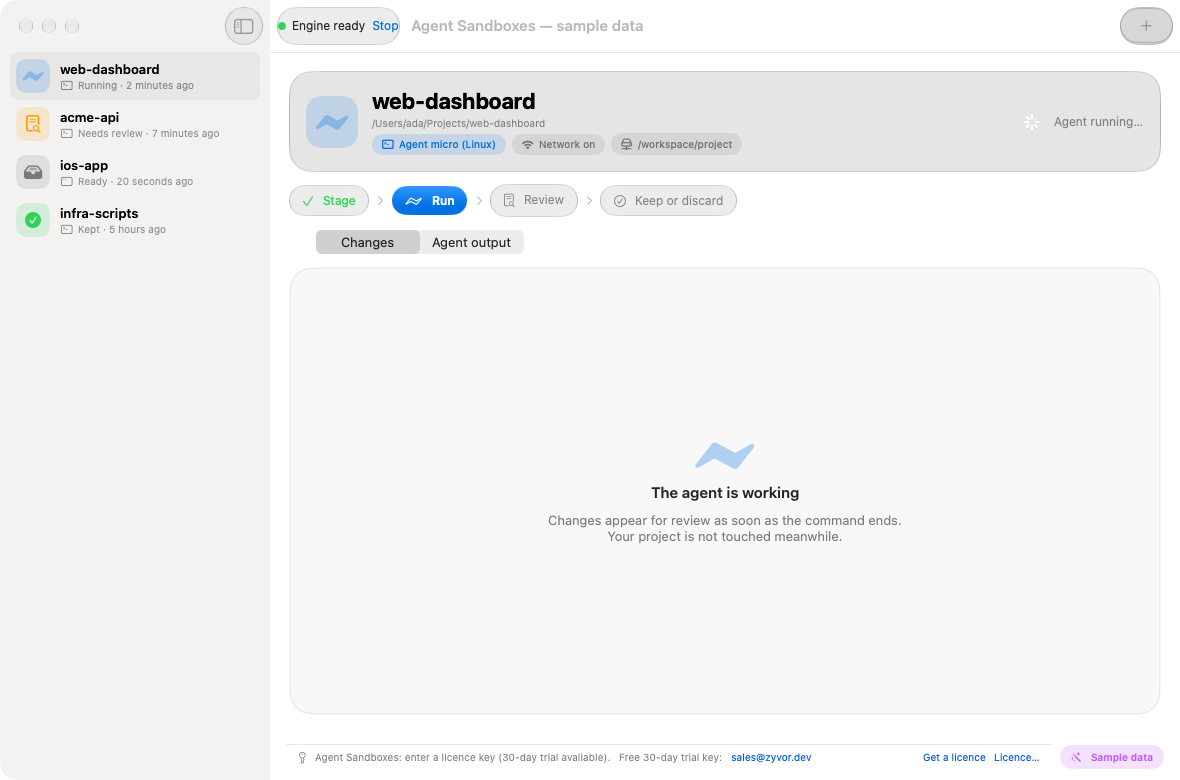 Engine ready Stop Agent Sandboxes — sample data
web-dashboard
Running · 2 minutes ago
acme-api
Needs review · 7 minutes ago
ios-app
Ready · 20 seconds ago
infra-scripts
Kept · 5 hours ago
web-dashboard
/Users/ada/Projects/web-dashboard
Agent micro (Linux) Network on /workspace/project
Agent running...
Stage Run Review Keep or discard
Changes Agent output
The agent is working
Changes appear for review as soon as the command ends.
Your project is not touched meanwhile.
Agent Sandboxes: enter a licence key (30-day trial available). Free 30-day trial key: sales@zyvor.dev Get a licence Licence... Sample data